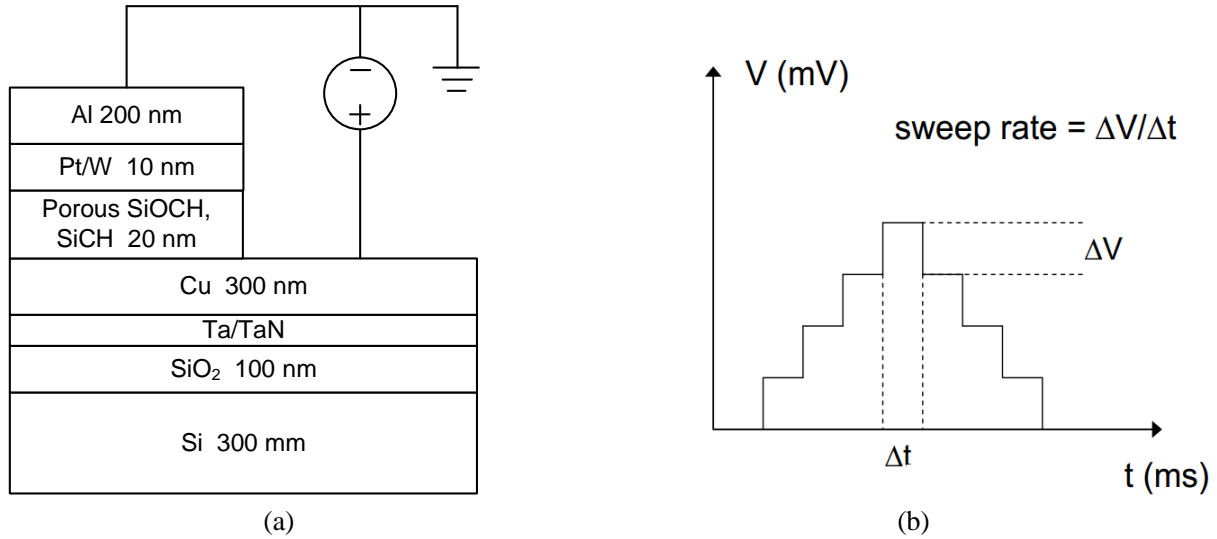 −
+
Al 200 nm
Pt/W 10 nm
Porous SiOCH,
SiCH 20 nm
Cu 300 nm
Ta/TaN
SiO₂ 100 nm
Si 300 mm
(a)
V (mV)
sweep rate = ΔV/Δt
ΔV
Δt
t (ms)
(b)